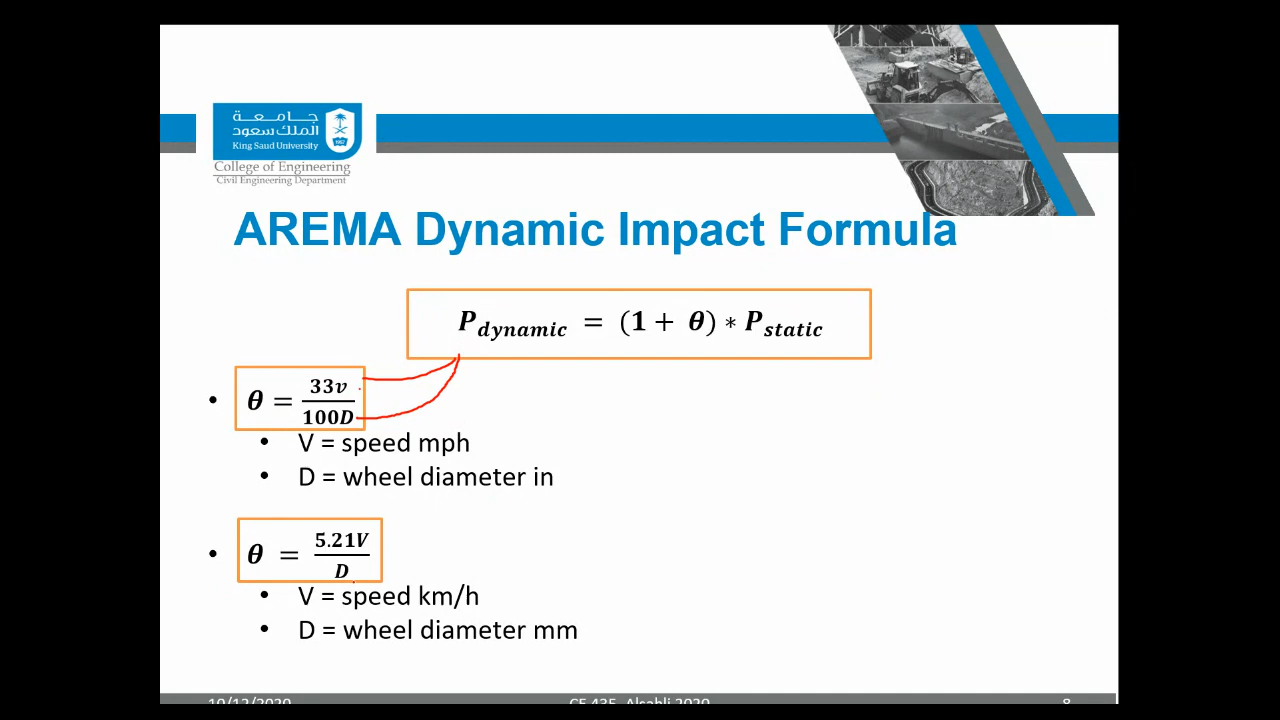 جامعة
الملك سعود
King Saud University
1957
College of Engineering
Civil Engineering Department
AREMA Dynamic Impact Formula
P_dynamic = (1 + θ) * P_static
• θ = 33v / 100D
• V = speed mph
• D = wheel diameter in
• θ = 5.21V / D
• V = speed km/h
• D = wheel diameter mm
10/12/2020 CE 435, Alsahli 2020 8